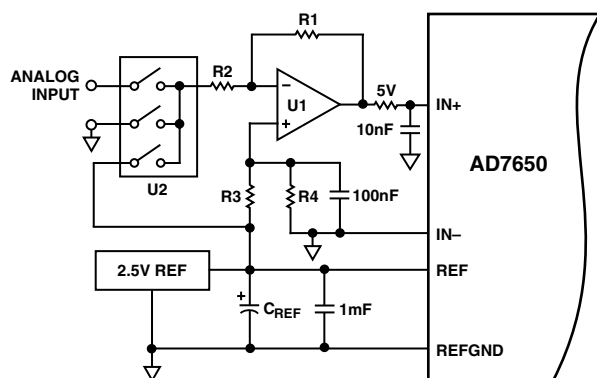 R1
R2
ANALOG
INPUT
–
U1
+
5V
IN+
10nF
AD7650
U2
R3
R4
100nF
IN–
2.5V REF
REF
+
CREF
1mF
REFGND